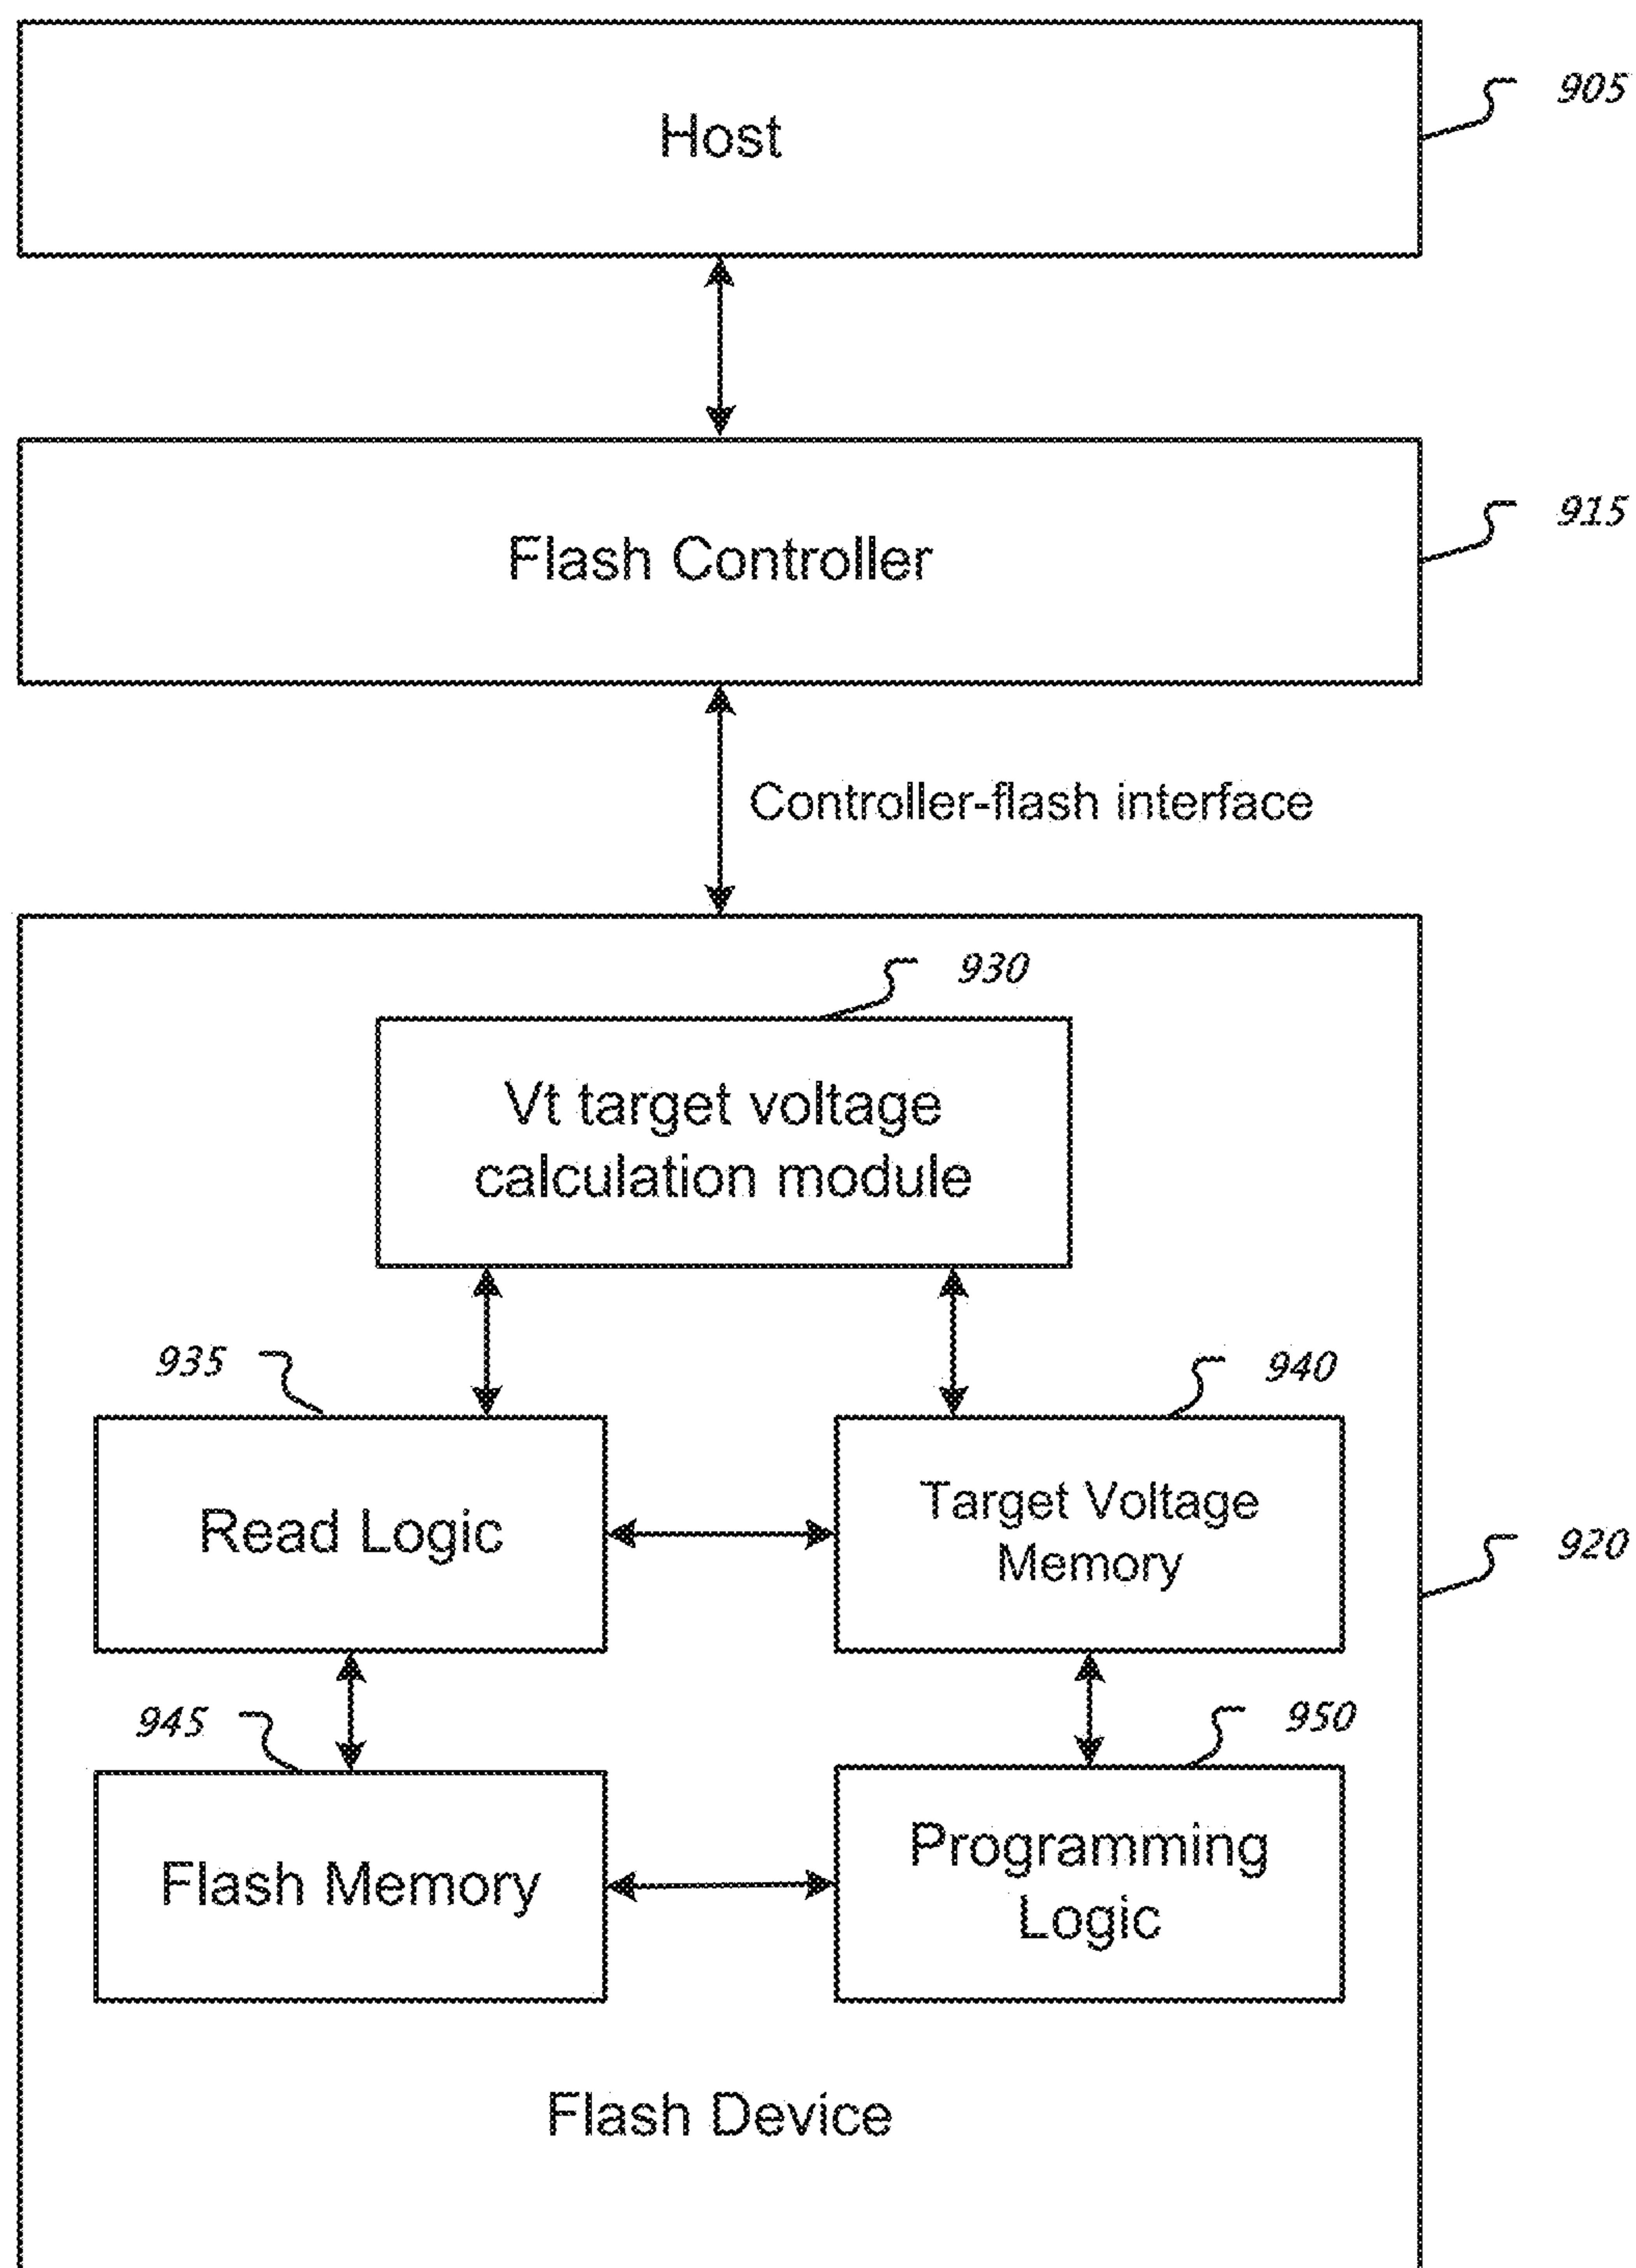 Host
905
Flash Controller
915
Controller-flash interface
930
Vt target voltage
calculation module
935
940
Read Logic
Target Voltage
Memory
920
945
950
Flash Memory
Programming
Logic
Flash Device